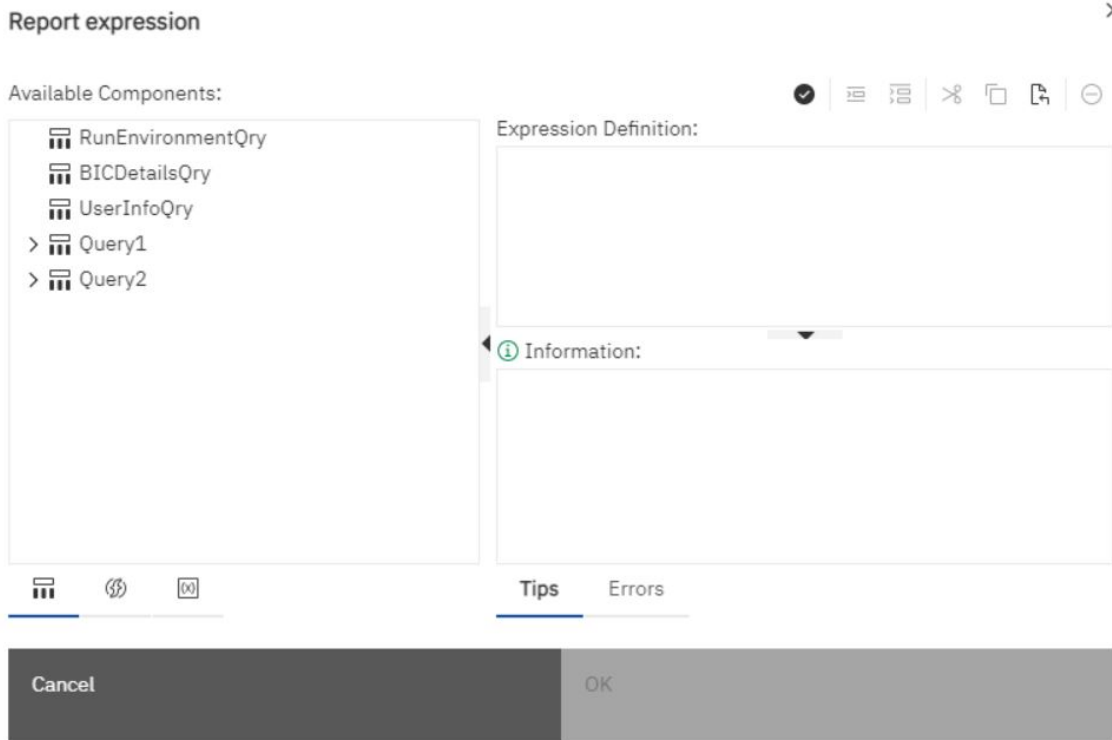 Report expression
Available Components:
RunEnvironmentQry
BICDetailsQry
UserInfoQry
Query1
Query2
Expression Definition:
Information:
Tips
Errors
Cancel
OK